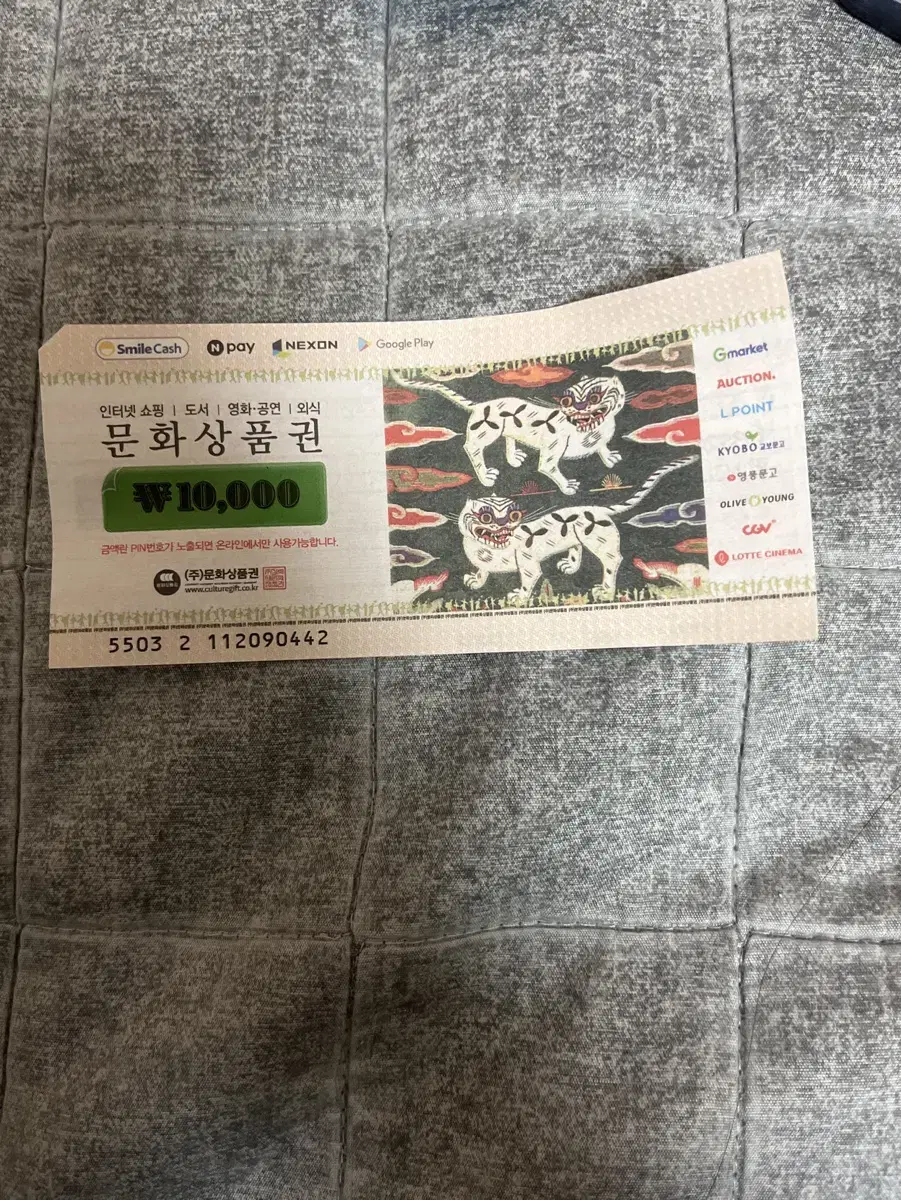 SmileCash N pay NEXON Google Play
인터넷 쇼핑 | 도서 | 영화·공연 | 외식
문화상품권
₩10,000
금액란 PIN번호가 노출되면 온라인에서만 사용가능합니다.
(주)문화상품권
www.culturegift.co.kr
5503 2 112090442
Gmarket
AUCTION.
L.POINT
KYOBO 교보문고
영풍문고
OLIVE YOUNG
CGV
LOTTE CINEMA